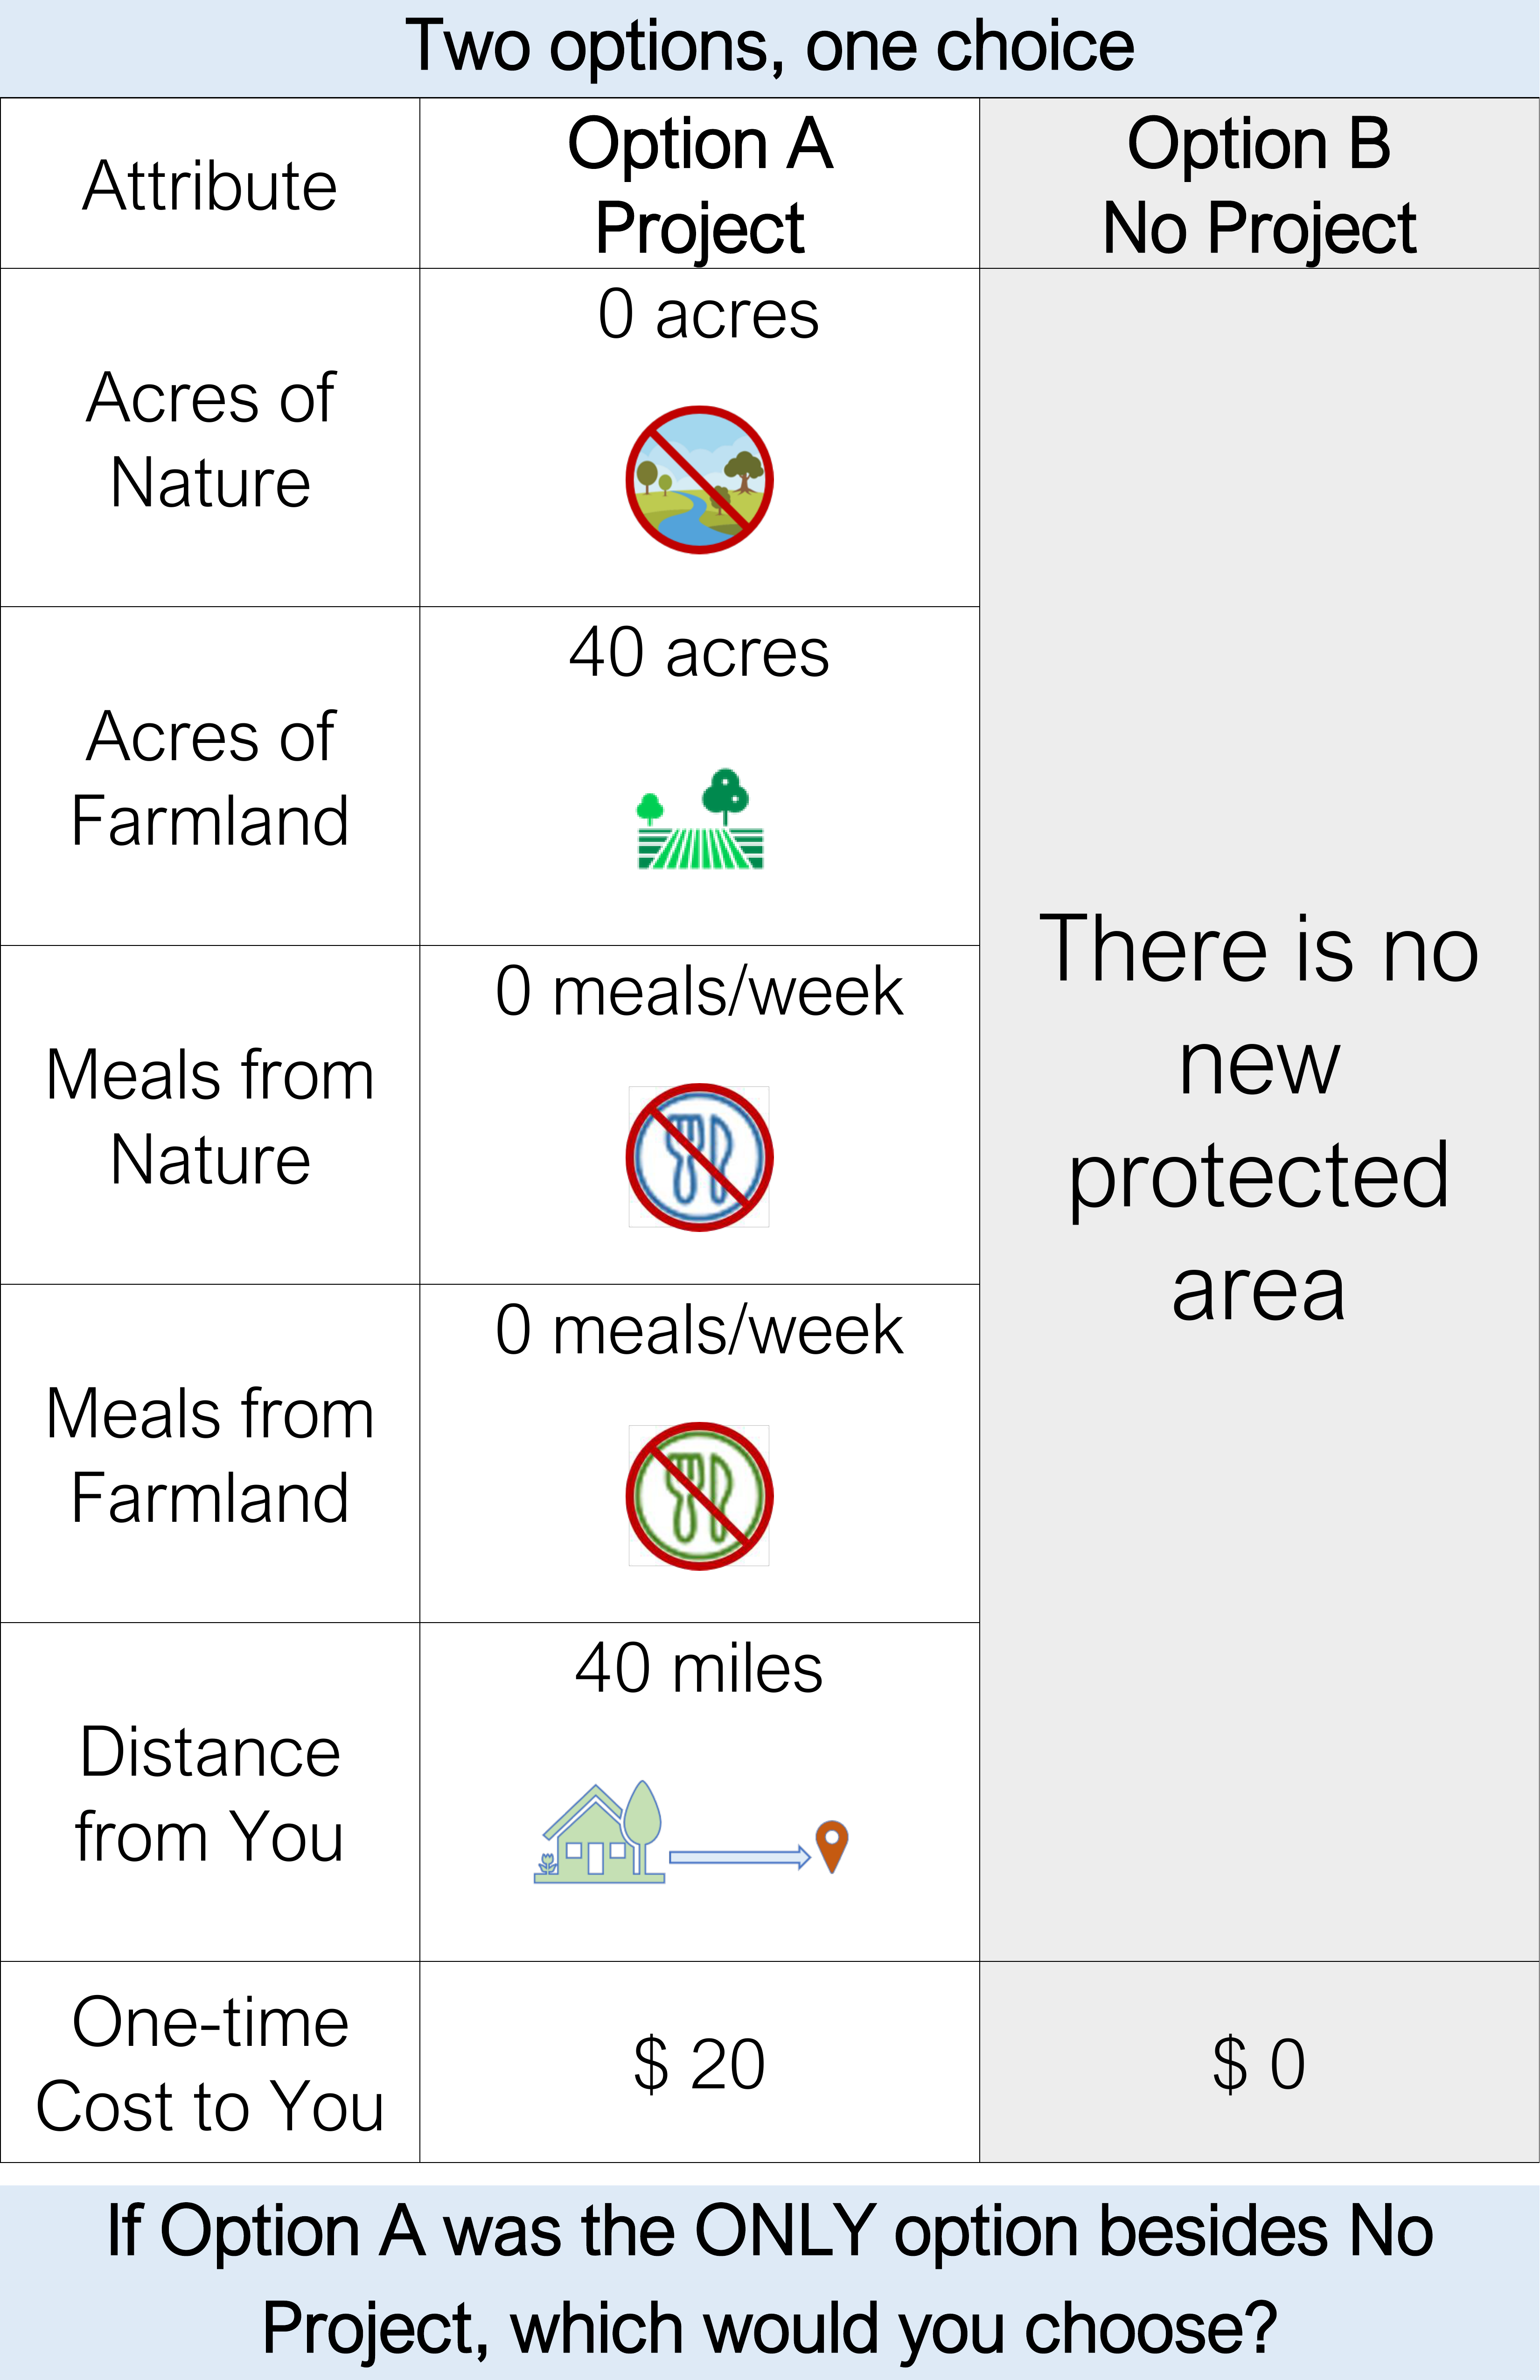 Two options, one choice
Attribute
Option A
Project
Option B
No Project
Acres of
Nature
0 acres
Acres of
Farmland
40 acres
Meals from
Nature
0 meals/week
Meals from
Farmland
0 meals/week
Distance
from You
40 miles
There is no
new
protected
area
One-time
Cost to You
$ 20
$ 0
If Option A was the ONLY option besides No
Project, which would you choose?